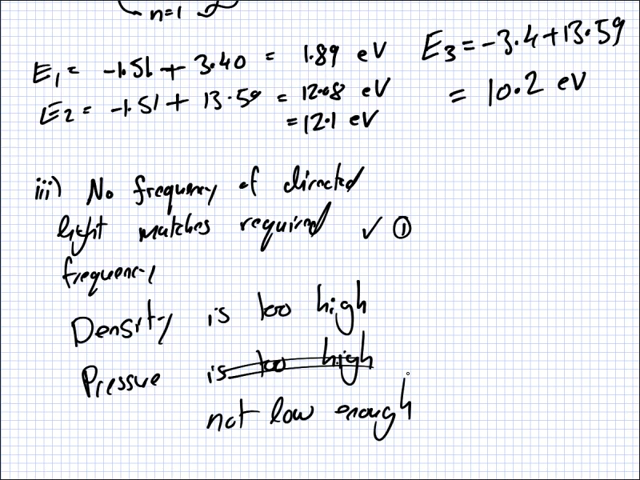 n=1
E1 = -1.51 + 3.40 = 1.89 eV
E2 = -1.51 + 13.59 = 12.08 eV
= 12.1 eV
E3 = -3.4 + 13.59
= 10.2 eV
iii) No frequency of directed
light matches required ✓ ①
frequency
Density is too high
Pressure is too high
not low enough